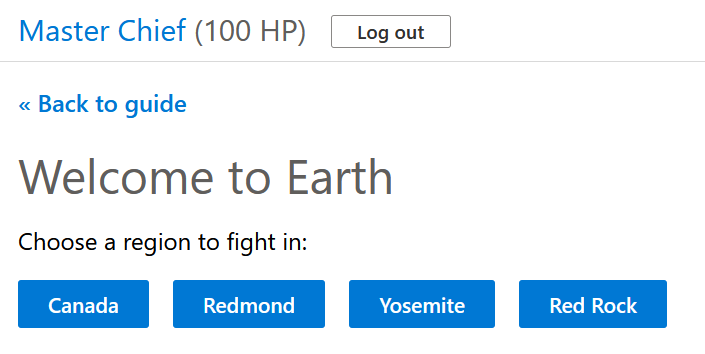 Master Chief (100 HP) Log out
« Back to guide
Welcome to Earth
Choose a region to fight in:
Canada Redmond Yosemite Red Rock